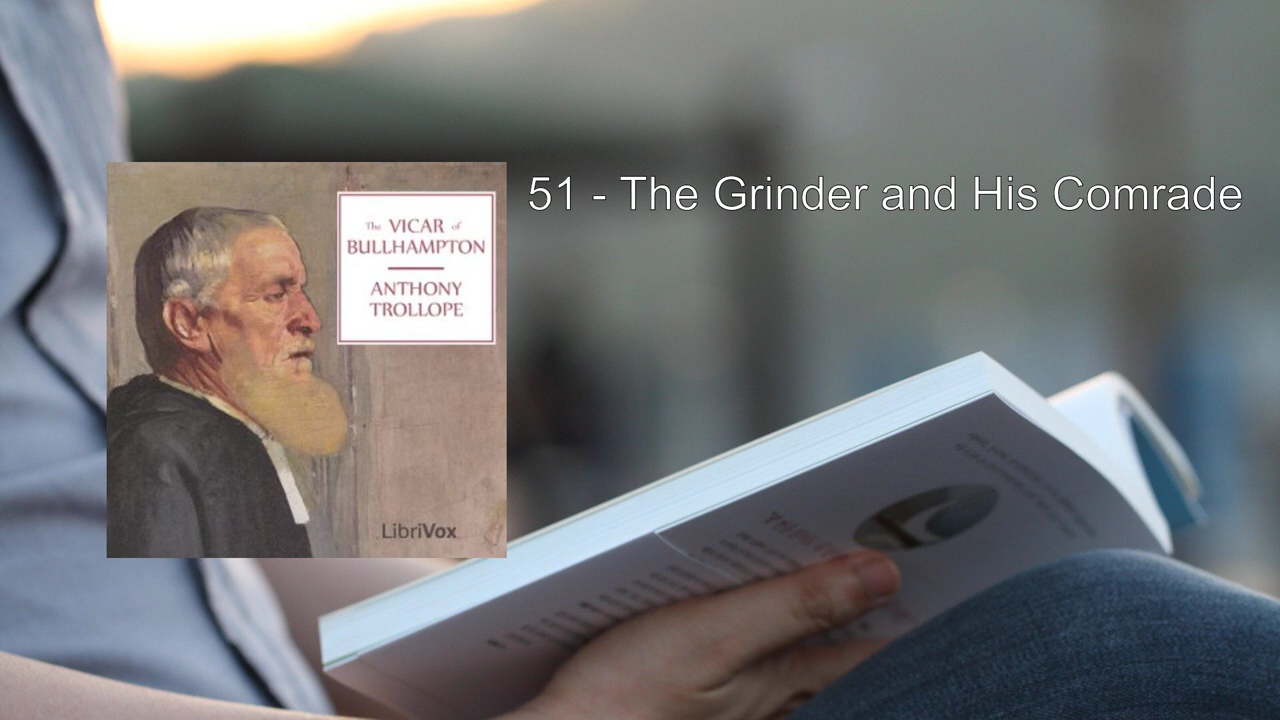 51 - The Grinder and His Comrade
The VICAR of
BULLHAMPTON
ANTHONY
TROLLOPE
LibriVox